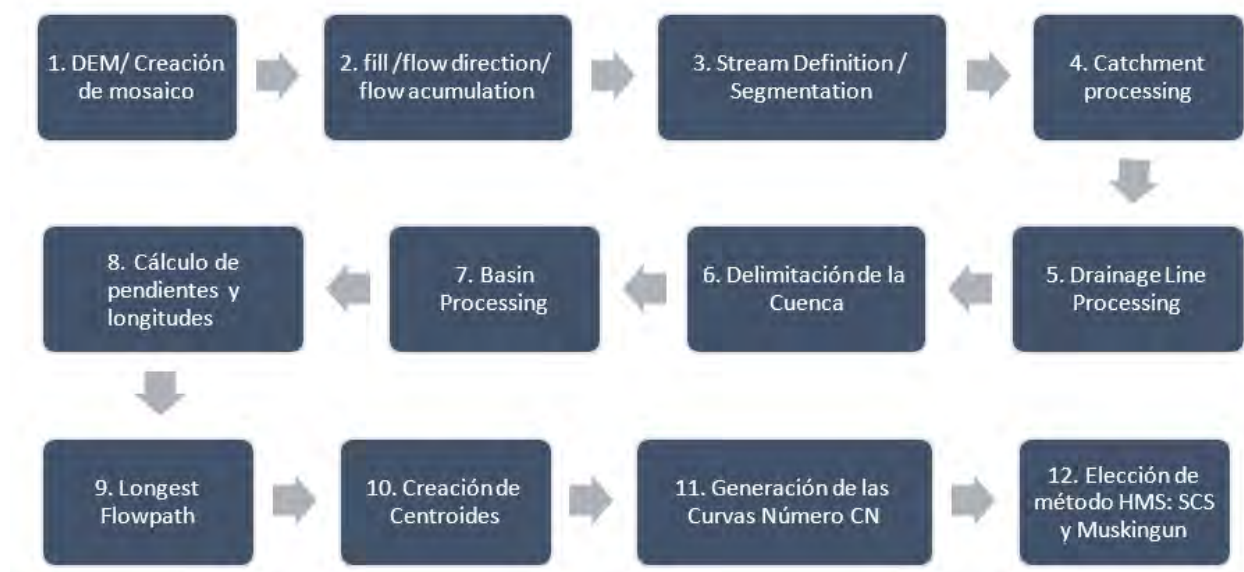 1. DEM/ Creación
de mosaico
2. fill /flow direction/
flow acumulation
3. Stream Definition /
Segmentation
4. Catchment
processing
5. Drainage Line
Processing
6. Delimitación de la
Cuenca
7. Basin
Processing
8. Cálculo de
pendientes y
longitudes
9. Longest
Flowpath
10. Creación de
Centroides
11. Generación de las
Curvas Número CN
12. Elección de
método HMS: SCS
y Muskingun